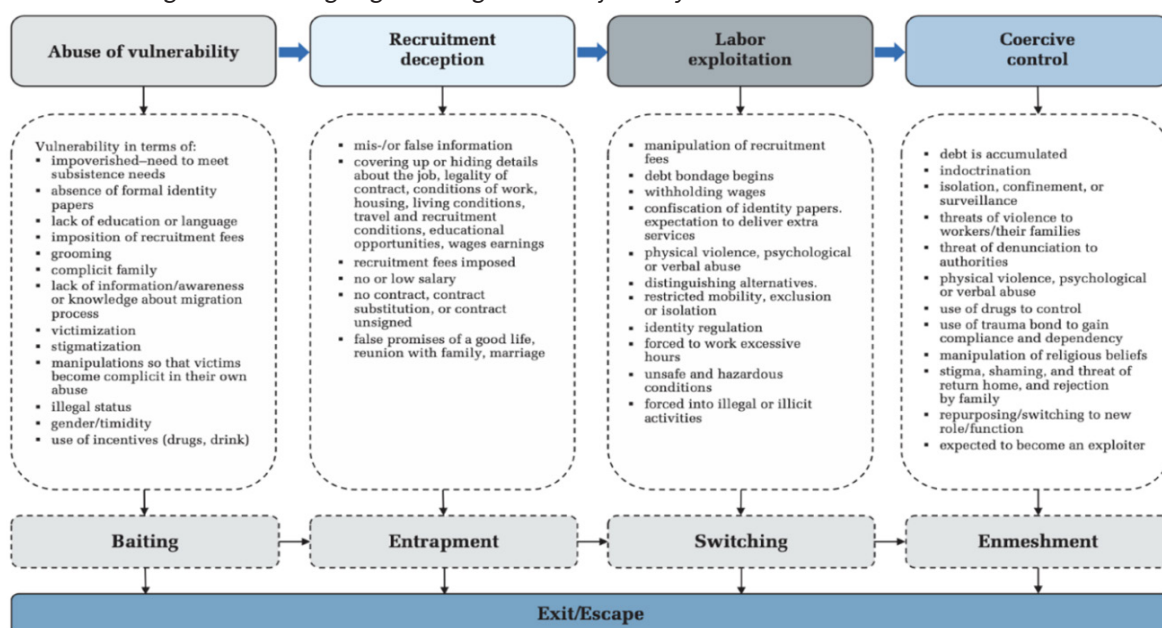 Abuse of vulnerability
Recruitment
deception
Labor
exploitation
Coercive
control
Vulnerability in terms of:
▪ impoverished–need to meet
subsistence needs
▪ absence of formal identity
papers
▪ lack of education or language
▪ imposition of recruitment fees
▪ grooming
▪ complicit family
▪ lack of information/awareness
or knowledge about migration
process
▪ victimization
▪ stigmatization
▪ manipulations so that victims
become complicit in their own
abuse
▪ illegal status
▪ gender/timidity
▪ use of incentives (drugs, drink)
▪ mis-/or false information
▪ covering up or hiding details
about the job, legality of
contract, conditions of work,
housing, living conditions,
travel and recruitment
conditions, educational
opportunities, wages earnings
▪ recruitment fees imposed
▪ no or low salary
▪ no contract, contract
substitution, or contract
unsigned
▪ false promises of a good life,
reunion with family, marriage
▪ manipulation of recruitment
fees
▪ debt bondage begins
▪ withholding wages
▪ confiscation of identity papers.
expectation to deliver extra
services
▪ physical violence, psychological
or verbal abuse
▪ distinguishing alternatives.
▪ restricted mobility, exclusion
or isolation
▪ identity regulation
▪ forced to work excessive
hours
▪ unsafe and hazardous
conditions
▪ forced into illegal or illicit
activities
▪ debt is accumulated
▪ indoctrination
▪ isolation, confinement, or
surveillance
▪ threats of violence to
workers/their families
▪ threat of denunciation to
authorities
▪ physical violence, psychological
or verbal abuse
▪ use of drugs to control
▪ use of trauma bond to gain
compliance and dependency
▪ manipulation of religious beliefs
▪ stigma, shaming, and threat of
return home, and rejection
by family
▪ repurposing/switching to new
role/function
▪ expected to become an exploiter
Baiting
Entrapment
Switching
Enmeshment
Exit/Escape